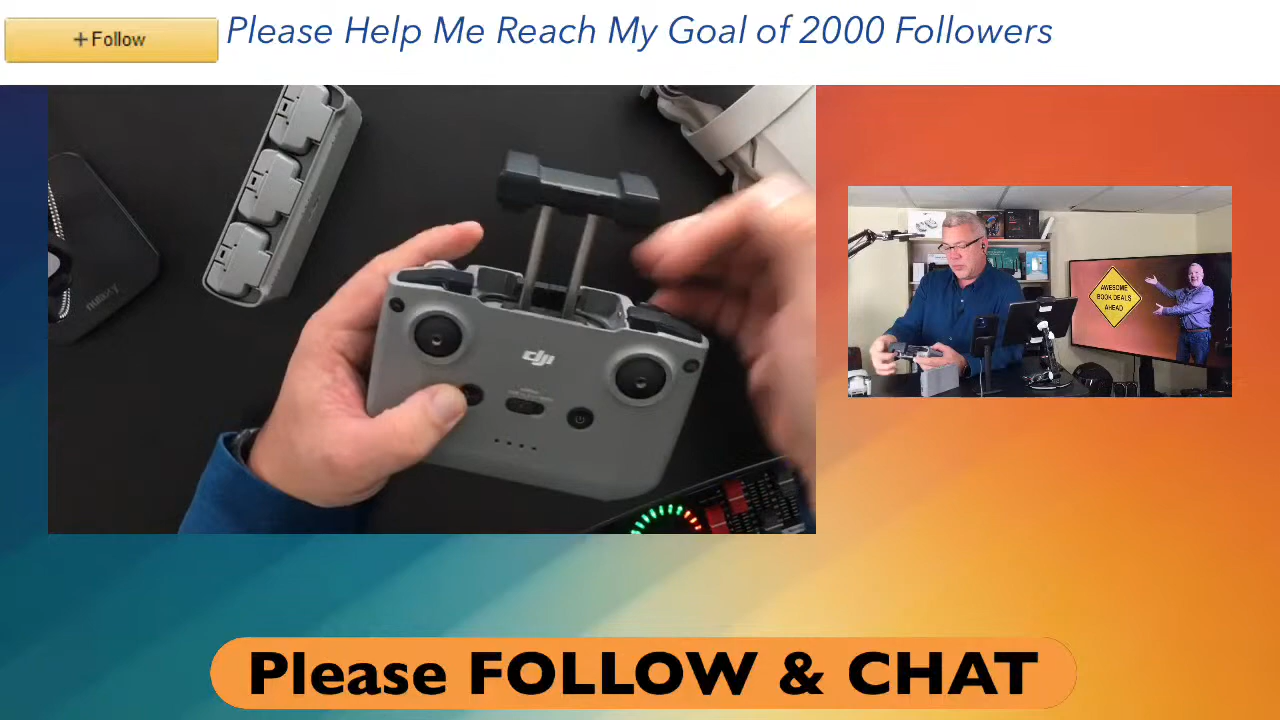 +Follow
Please Help Me Reach My Goal of 2000 Followers
dji
AWESOME
BOOK DEALS
AHEAD
Please FOLLOW & CHAT